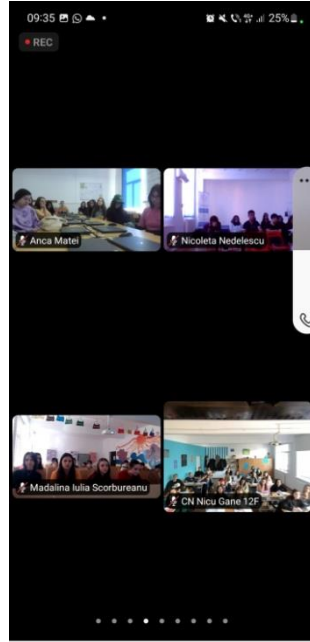 09:35 25%
REC
Anca Matei
Nicoleta Nedelescu
Madalina Iulia Scorbureanu
CN Nicu Gane 12F